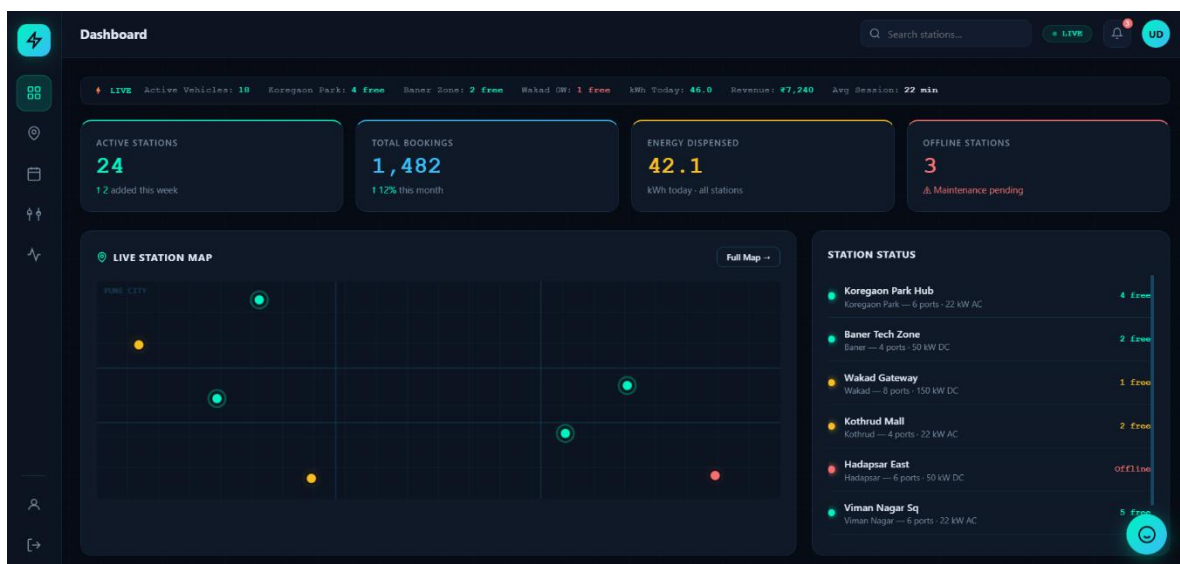 Dashboard
Search stations...
● LIVE
3
UD
LIVE Active Vehicles: 18 Koregaon Park: 4 free Baner Zone: 2 free Wakad GW: 1 free kWh Today: 46.0 Revenue: ₹7,240 Avg Session: 22 min
ACTIVE STATIONS
24
↑ 2 added this week
TOTAL BOOKINGS
1,482
↑ 12% this month
ENERGY DISPENSED
42.1
kWh today · all stations
OFFLINE STATIONS
3
⚠ Maintenance pending
LIVE STATION MAP
Full Map →
PUNE CITY
STATION STATUS
Koregaon Park Hub
Koregaon Park — 6 ports · 22 kW AC
4 free
Baner Tech Zone
Baner — 4 ports · 50 kW DC
2 free
Wakad Gateway
Wakad — 8 ports · 150 kW DC
1 free
Kothrud Mall
Kothrud — 4 ports · 22 kW AC
2 free
Hadapsar East
Hadapsar — 6 ports · 50 kW DC
Offline
Viman Nagar Sq
Viman Nagar — 6 ports · 22 kW AC
5 free